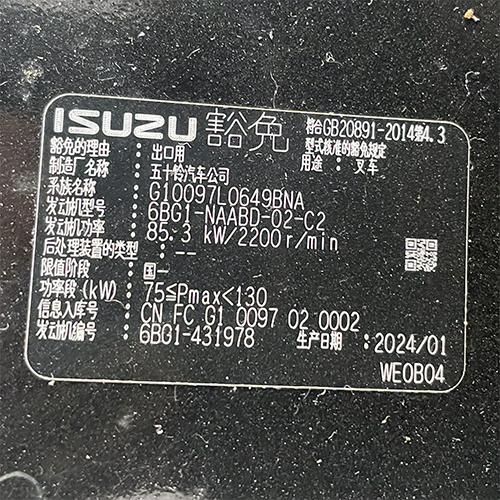 ISUZU 豁免 符合GB20891-2014第4.3
型式核准的豁免规定
豁免的理由 : 出口用 用途 : 叉车
制造厂名称 : 五十铃汽车公司
系族名称 : G10097L0649BNA
发动机型号 : 6BG1-NAABD-02-C2
发动机功率 : 85.3 kW/2200r/min
后处理装置的类型 : --
限值阶段 : 国一
功率段 (kW) : 75≤Pmax<130
信息入库号 : CN FC G1 0097 02 0002
发动机编号 : 6BG1-431978 生产日期 : 2024/01
WE0B04